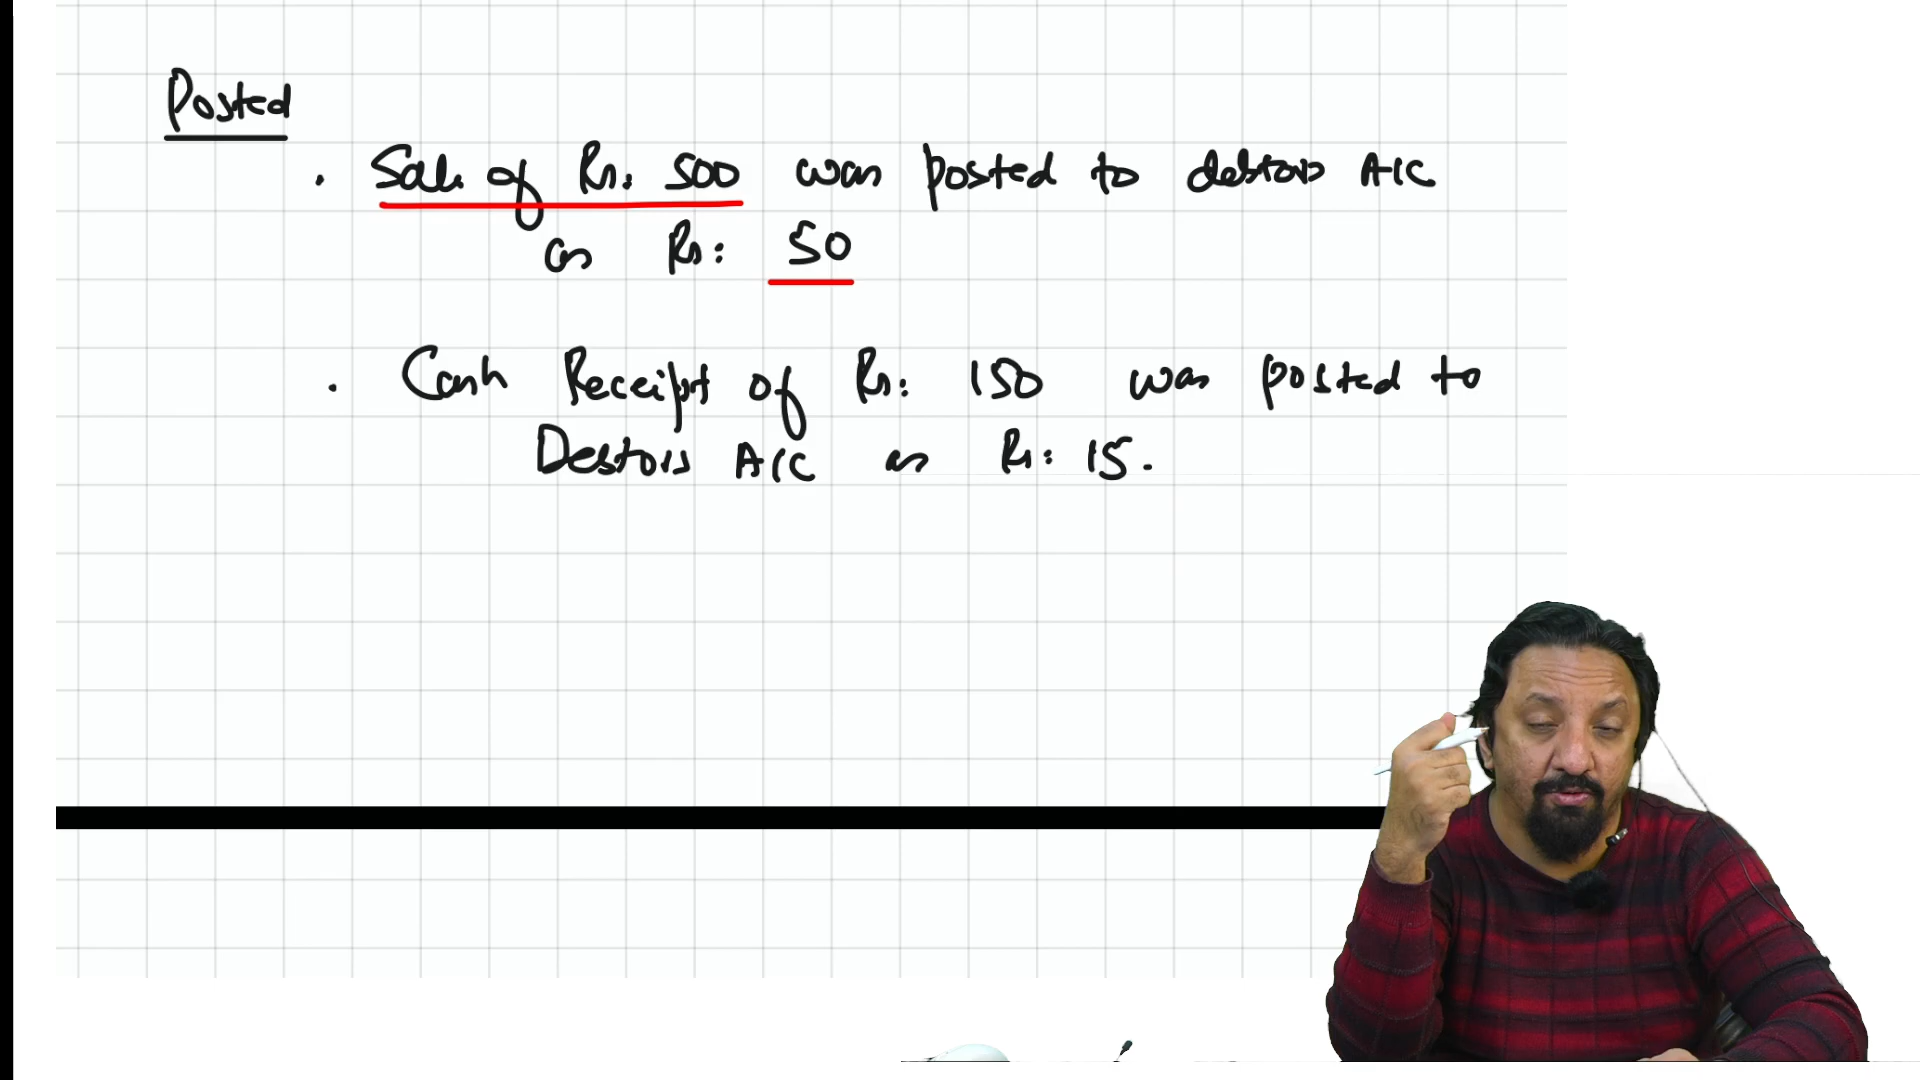 Posted
. Sale of Rs: 500 was posted to debtors A/C
as Rs: 50
. Cash Receipt of Rs: 150 was posted to
Debtors A/C as Rs: 15.